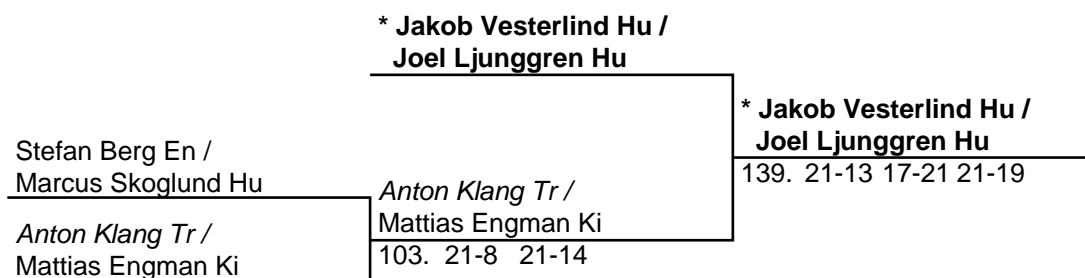 * Jakob Vesterlind Hu /
Joel Ljunggren Hu
* Jakob Vesterlind Hu /
Joel Ljunggren Hu
139. 21-13 17-21 21-19
Stefan Berg En /
Marcus Skoglund Hu
Anton Klang Tr /
Mattias Engman Ki
103. 21-8 21-14
Anton Klang Tr /
Mattias Engman Ki